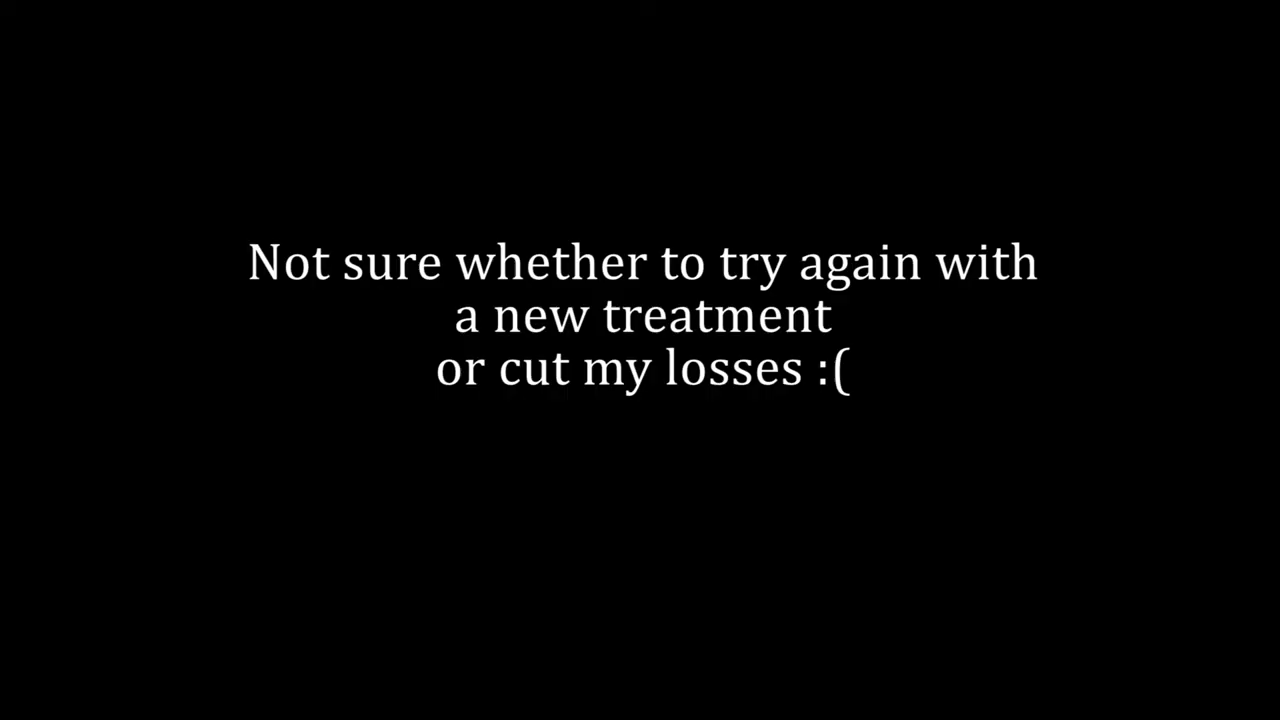 Not sure whether to try again with
a new treatment
or cut my losses :(